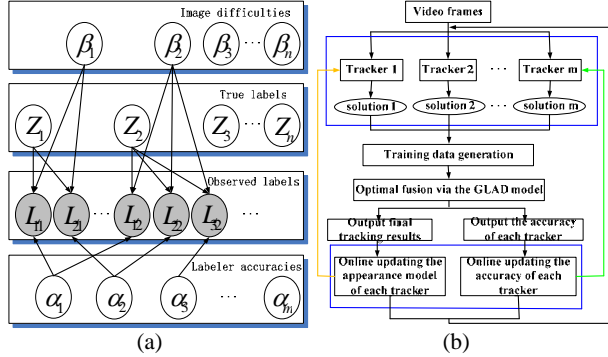 Image difficulties
β1 β2 β3 ··· βn
True labels
Z1 Z2 Z3 ··· Zn
Observed labels
L11 L21 ··· L12 L22 L32 ···
Labeler accuracies
α1 α2 α3 ··· αm
(a)
Video frames
Tracker 1 Tracker 2 ··· Tracker m
solution 1 solution 2 ··· solution m
Training data generation
Optimal fusion via the GLAD model
Output final
tracking results
Output the accuracy
of each tracker
Online updating the
appearance model
of each tracker
Online updating the
accuracy of each
tracker
(b)